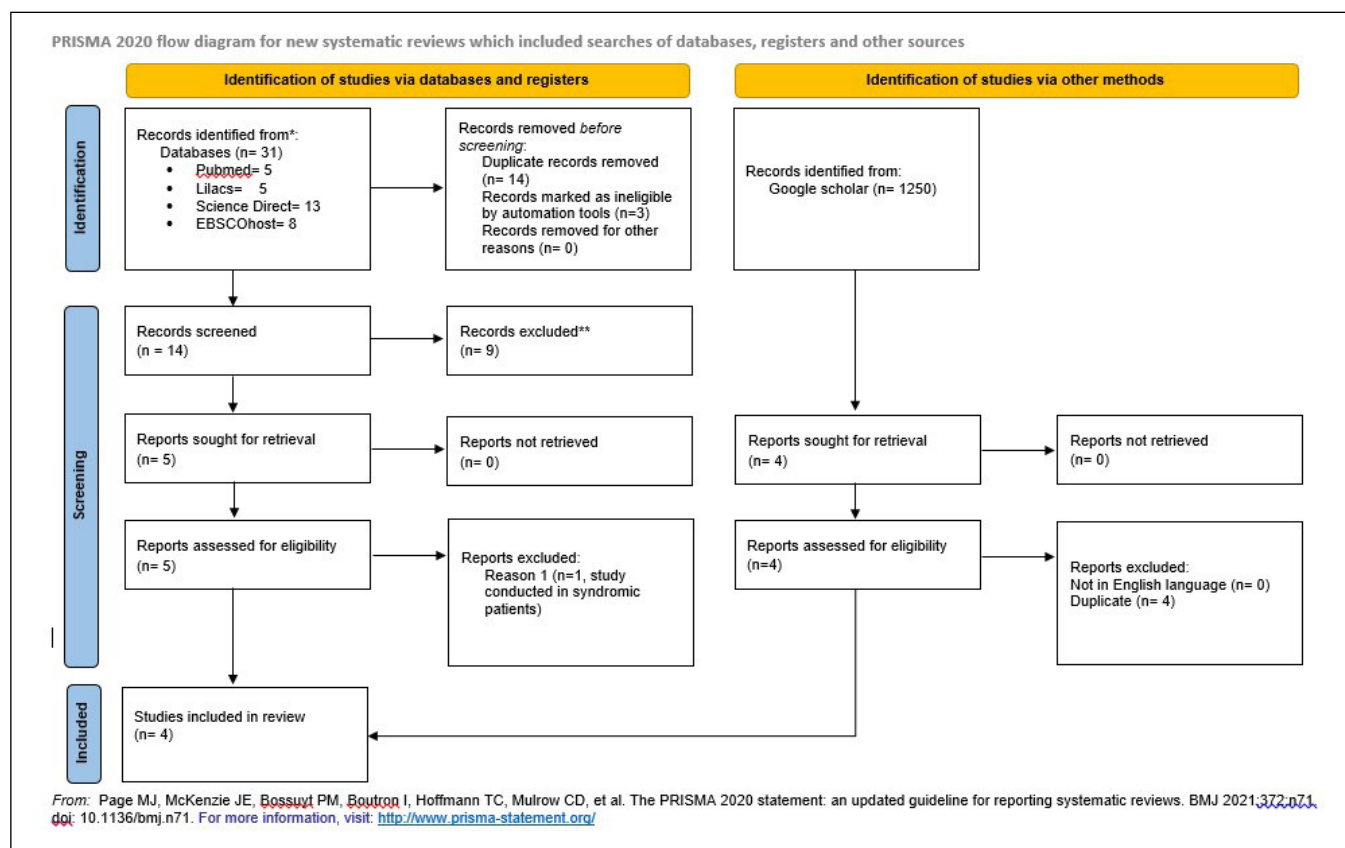 PRISMA 2020 flow diagram for new systematic reviews which included searches of databases, registers and other sources
Identification of studies via databases and registers
Identification of studies via other methods
Identification
Records identified from*:
Databases (n= 31)
• Pubmed= 5
• Lilacs= 5
• Science Direct= 13
• EBSCOhost= 8
Records removed before
screening:
Duplicate records removed
(n= 14)
Records marked as ineligible
by automation tools (n=3)
Records removed for other
reasons (n= 0)
Records identified from:
Google scholar (n= 1250)
Screening
Records screened
(n = 14)
Records excluded**
(n= 9)
Reports sought for retrieval
(n= 5)
Reports not retrieved
(n= 0)
Reports sought for retrieval
(n= 4)
Reports not retrieved
(n= 0)
Reports assessed for eligibility
(n= 5)
Reports excluded:
Reason 1 (n=1, study
conducted in syndromic
patients)
Reports assessed for eligibility
(n=4)
Reports excluded:
Not in English language (n= 0)
Duplicate (n= 4)
Included
Studies included in review
(n= 4)
From: Page MJ, McKenzie JE, Bossuyt PM, Boutron I, Hoffmann TC, Mulrow CD, et al. The PRISMA 2020 statement: an updated guideline for reporting systematic reviews. BMJ 2021;372:n71.
doi: 10.1136/bmj.n71. For more information, visit: http://www.prisma-statement.org/